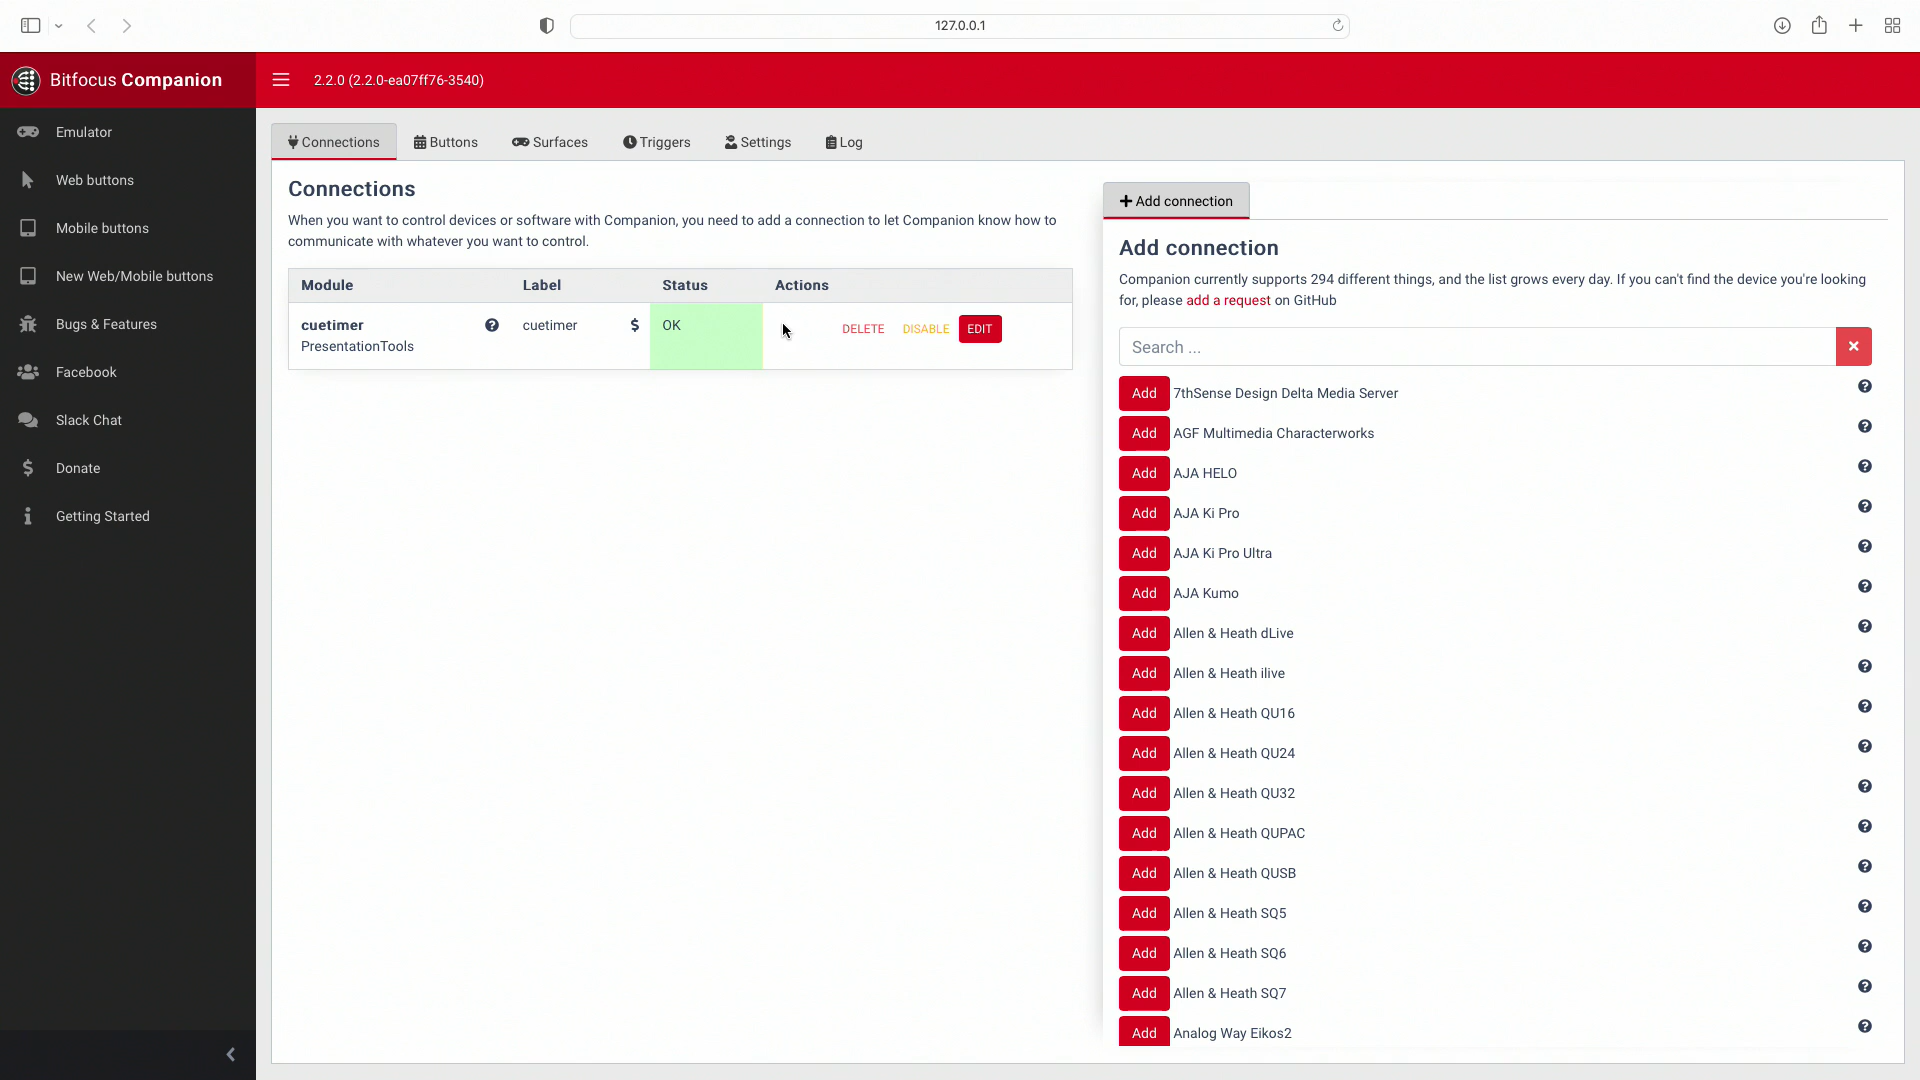 127.0.0.1
Bitfocus Companion
2.2.0 (2.2.0-ea07ff76-3540)
Emulator
Web buttons
Mobile buttons
New Web/Mobile buttons
Bugs & Features
Facebook
Slack Chat
Donate
Getting Started
Connections
Buttons
Surfaces
Triggers
Settings
Log
Connections
When you want to control devices or software with Companion, you need to add a connection to let Companion know how to
communicate with whatever you want to control.
Module Label Status Actions
cuetimer cuetimer $ OK DELETE DISABLE EDIT
PresentationTools
Add connection
Add connection
Companion currently supports 294 different things, and the list grows every day. If you can't find the device you're looking
for, please add a request on GitHub
Search ...
Add 7thSense Design Delta Media Server
Add AGF Multimedia Characterworks
Add AJA HELO
Add AJA Ki Pro
Add AJA Ki Pro Ultra
Add AJA Kumo
Add Allen & Heath dLive
Add Allen & Heath ilive
Add Allen & Heath QU16
Add Allen & Heath QU24
Add Allen & Heath QU32
Add Allen & Heath QUPAC
Add Allen & Heath QUSB
Add Allen & Heath SQ5
Add Allen & Heath SQ6
Add Allen & Heath SQ7
Add Analog Way Eikos2